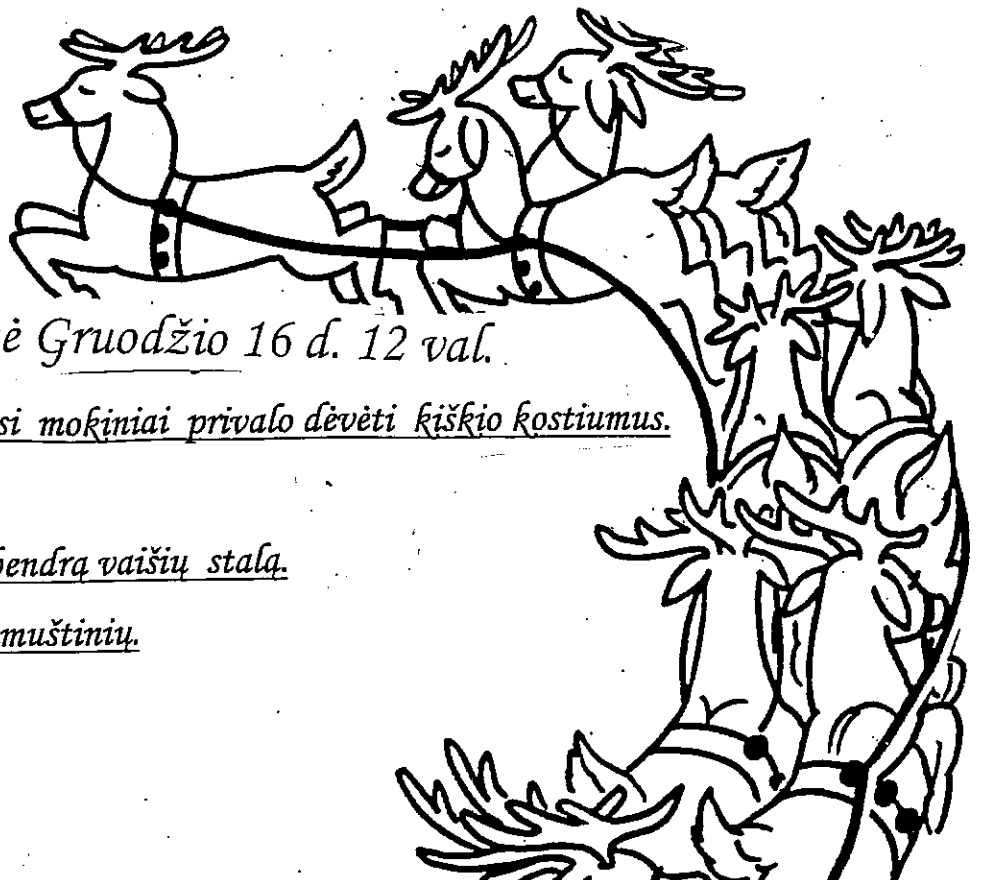 ė Gruodžio 16 d. 12 val.
si mokiniai privalo dėvėti kiškio kostiumus.
bendrą vaišių stalą.
muštinių.